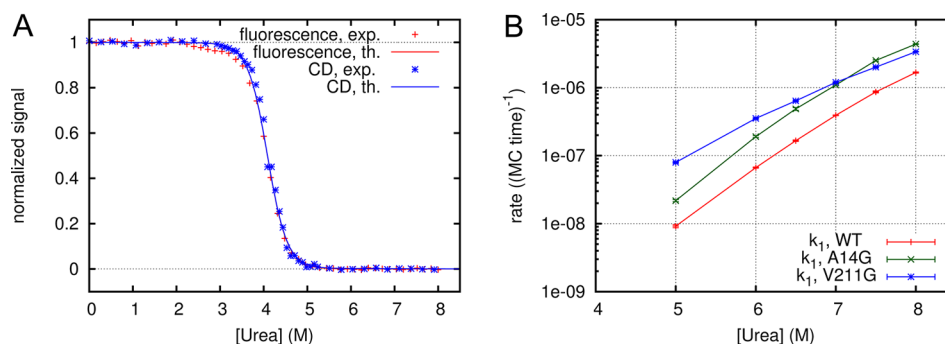 A
normalized signal
1
0.8
0.6
0.4
0.2
0
0 1 2 3 4 5 6 7 8
[Urea] (M)
fluorescence, exp.
fluorescence, th.
CD, exp.
CD, th.
B
rate ((MC time)^-1)
1e-05
1e-06
1e-07
1e-08
1e-09
4 5 6 7 8
[Urea] (M)
k1, WT
k1, A14G
k1, V211G